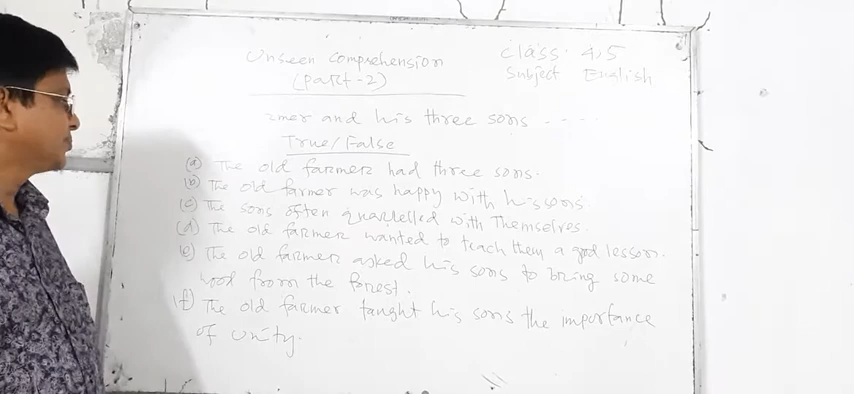 Unseen Comprehension
(Part-2)
Class. 4,5
Subject English
rmer and his three sons . . . .
True/False
(a) The old farmer had three sons.
(b) The old farmer was happy with his sons.
(c) The sons often quarrelled with Themselves.
(d) The old farmer wanted to teach them a good lesson.
(e) The old farmer asked his sons to bring some
wood from the forest.
(f) The old farmer taught his sons the importance
of unity.